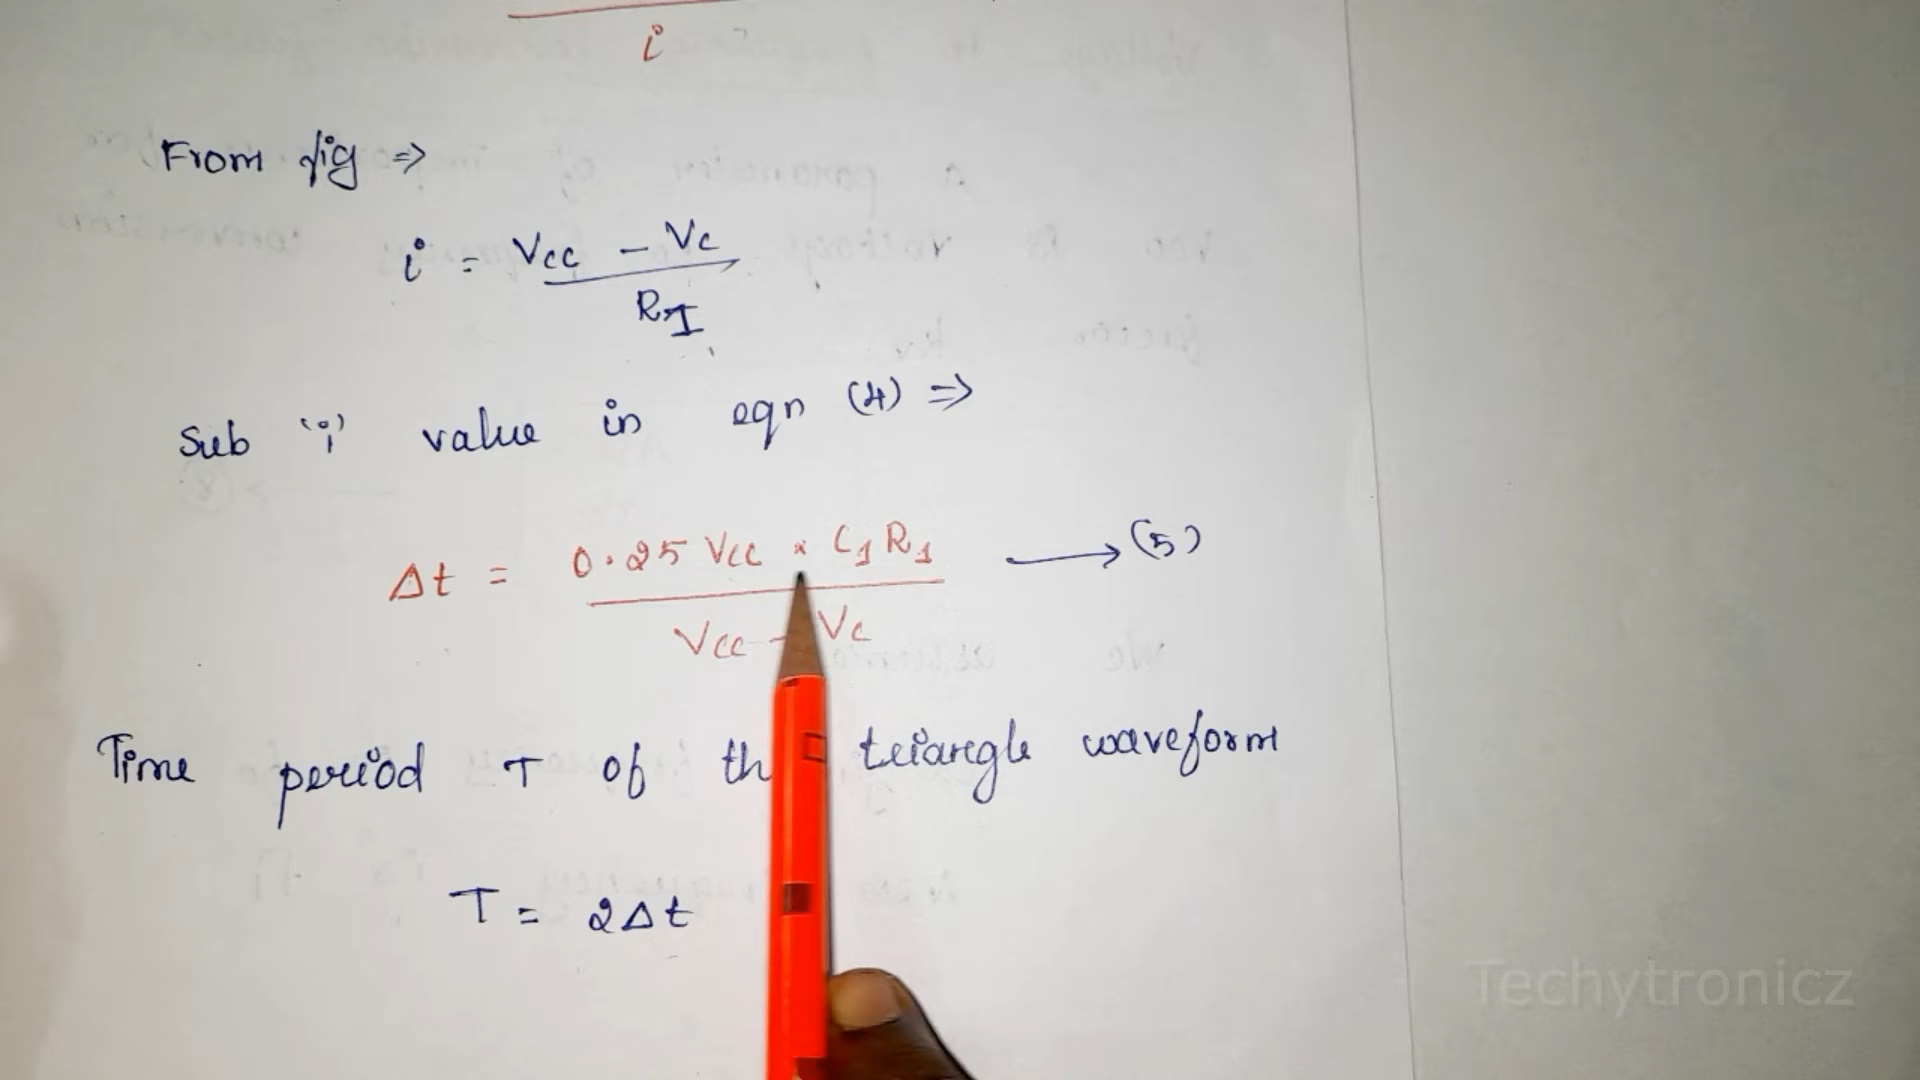 i
From fig ⇒
i = Vcc - Vc
R1
Sub 'i' value in eqn (4) ⇒
Δt = 0.25 Vcc × C1 R1 ⟶ (5)
Vcc - Vc
Time period T of th triangle waveform
T = 2Δt
Techytronicz